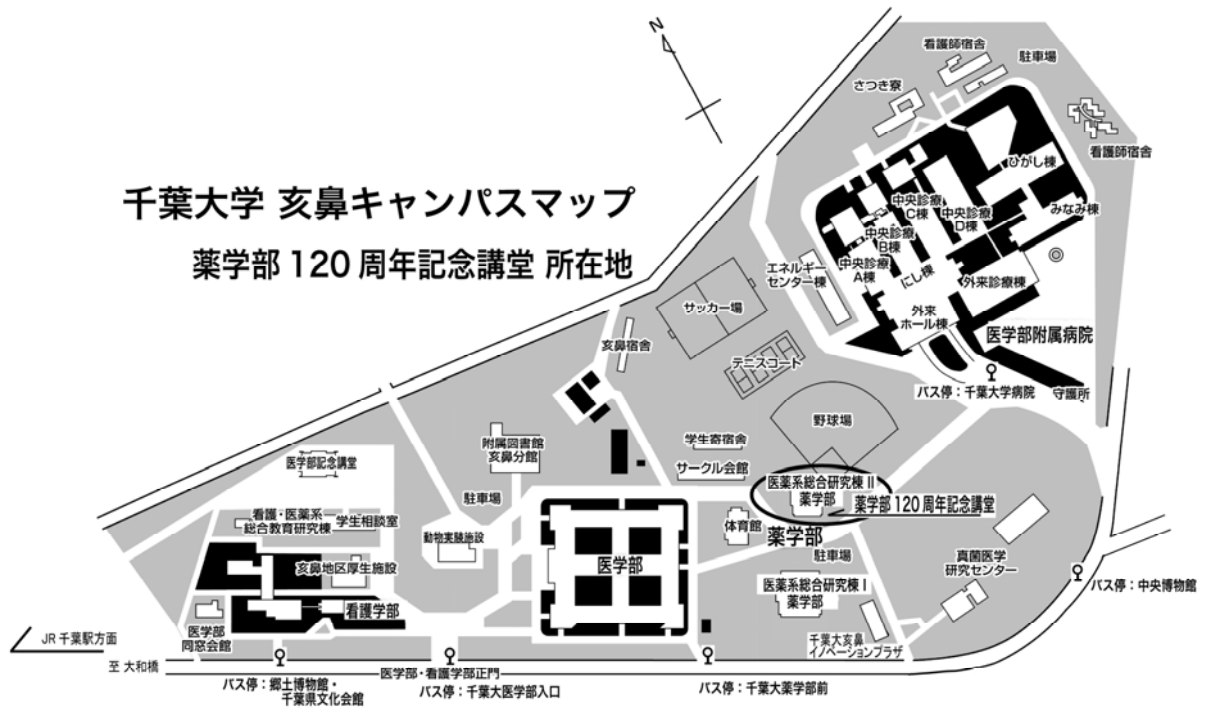 N
看護師宿舎
駐車場
さつき寮
看護師宿舎
ひがし棟
千葉大学 亥鼻キャンパスマップ
薬学部 120 周年記念講堂 所在地
中央診療
C棟
中央診療
D棟
みなみ棟
中央診療
B棟
中央診療
A棟
にし棟
エネルギー
センター棟
外来診療棟
外来
ホール棟
サッカー場
医学部附属病院
亥鼻宿舎
テニスコート
バス停：千葉大学病院
守護所
野球場
附属図書館
亥鼻分館
学生寄宿舎
サークル会館
医学部記念講堂
駐車場
医薬系総合研究棟 II
薬学部
薬学部 120 周年記念講堂
看護・医薬系
総合教育研究棟
学生相談室
体育館
薬学部
動物実験施設
駐車場
医学部
真菌医学
研究センター
亥鼻地区厚生施設
バス停：中央博物館
医薬系総合研究棟 I
薬学部
看護学部
医学部
同窓会館
千葉大亥鼻
イノベーションプラザ
JR 千葉駅方面
至 大和橋
医学部・看護学部正門
バス停：郷土博物館・
千葉県文化会館
バス停：千葉大医学部入口
バス停：千葉大薬学部前